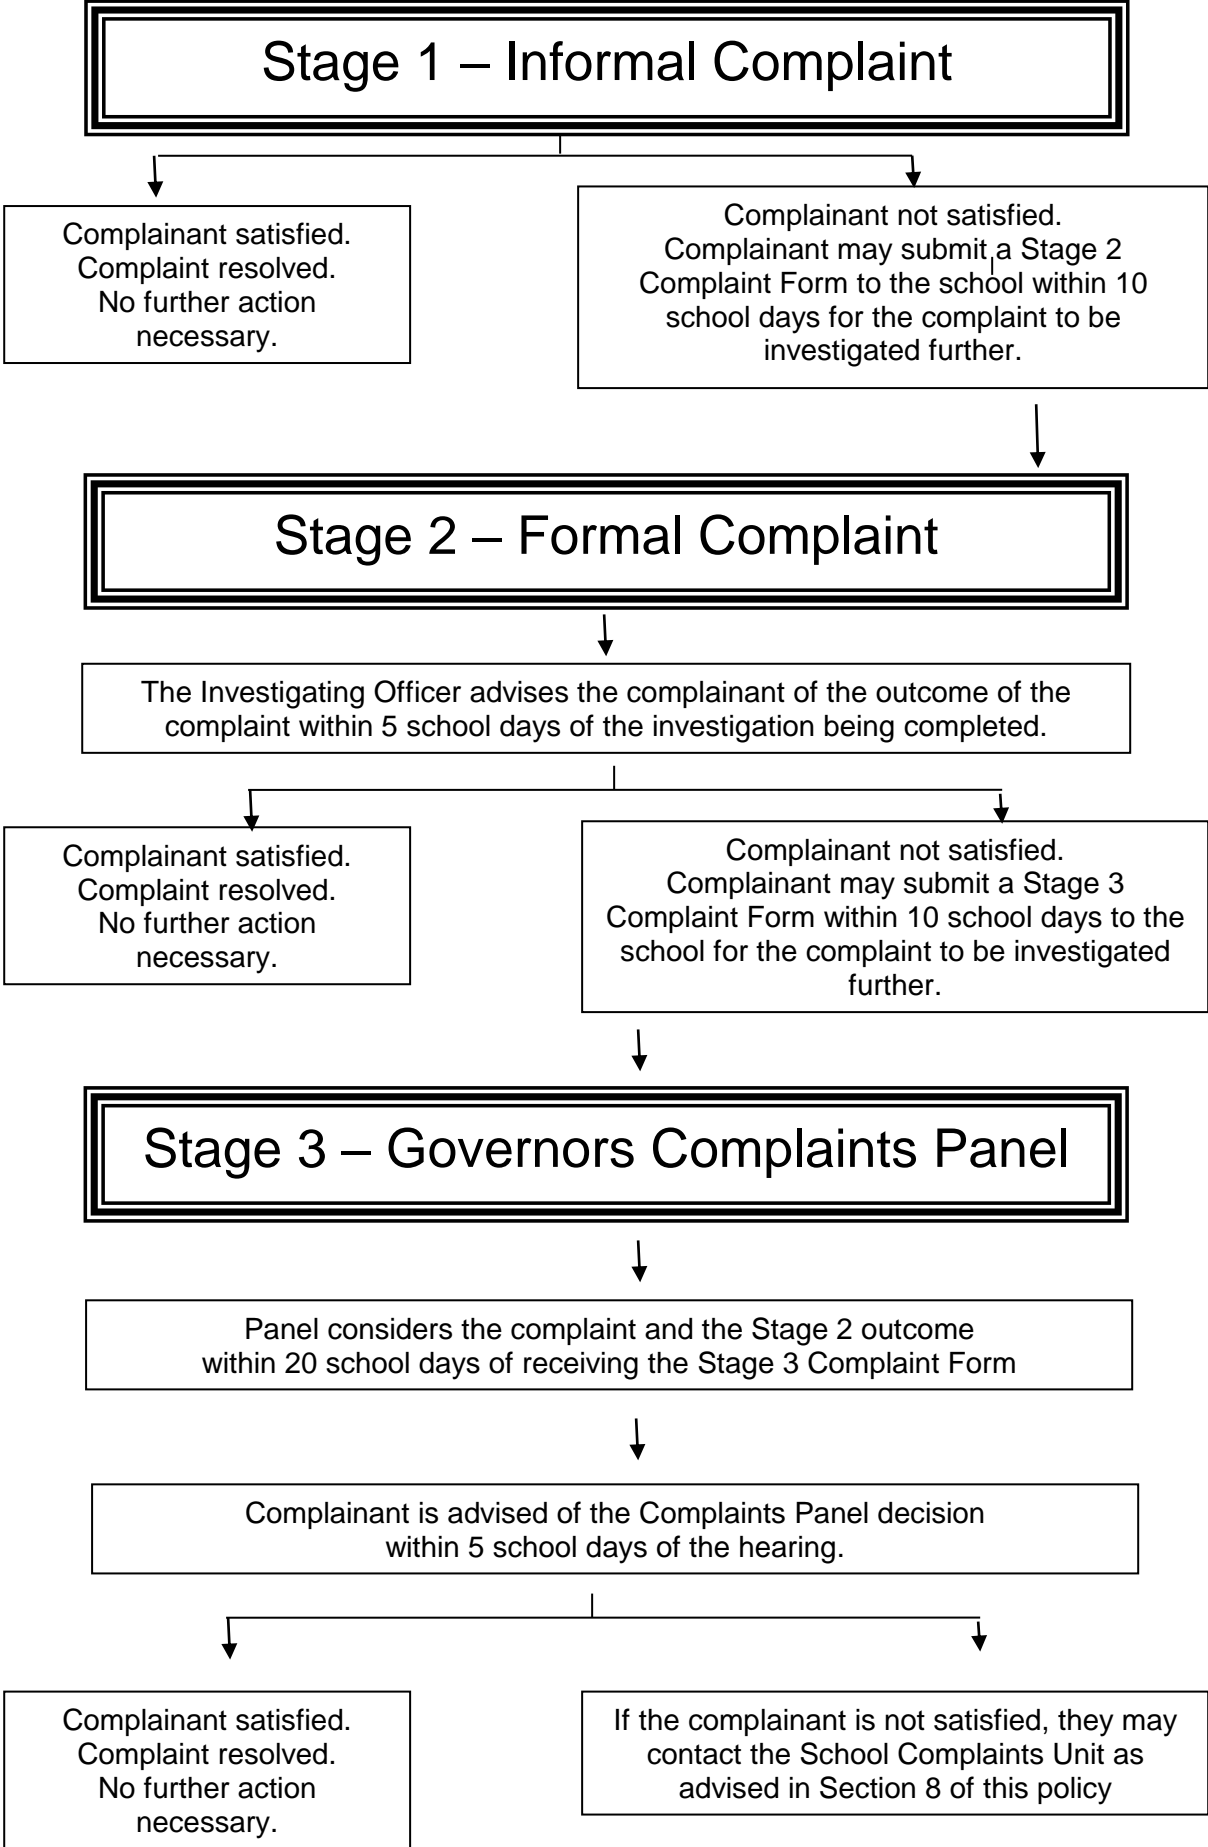 Stage 1 – Informal Complaint
Complainant satisfied.
Complaint resolved.
No further action
necessary.
Complainant not satisfied.
Complainant may submit a Stage 2
Complaint Form to the school within 10
school days for the complaint to be
investigated further.
Stage 2 – Formal Complaint
The Investigating Officer advises the complainant of the outcome of the
complaint within 5 school days of the investigation being completed.
Complainant satisfied.
Complaint resolved.
No further action
necessary.
Complainant not satisfied.
Complainant may submit a Stage 3
Complaint Form within 10 school days to the
school for the complaint to be investigated
further.
Stage 3 – Governors Complaints Panel
Panel considers the complaint and the Stage 2 outcome
within 20 school days of receiving the Stage 3 Complaint Form
Complainant is advised of the Complaints Panel decision
within 5 school days of the hearing.
Complainant satisfied.
Complaint resolved.
No further action
necessary.
If the complainant is not satisfied, they may
contact the School Complaints Unit as
advised in Section 8 of this policy